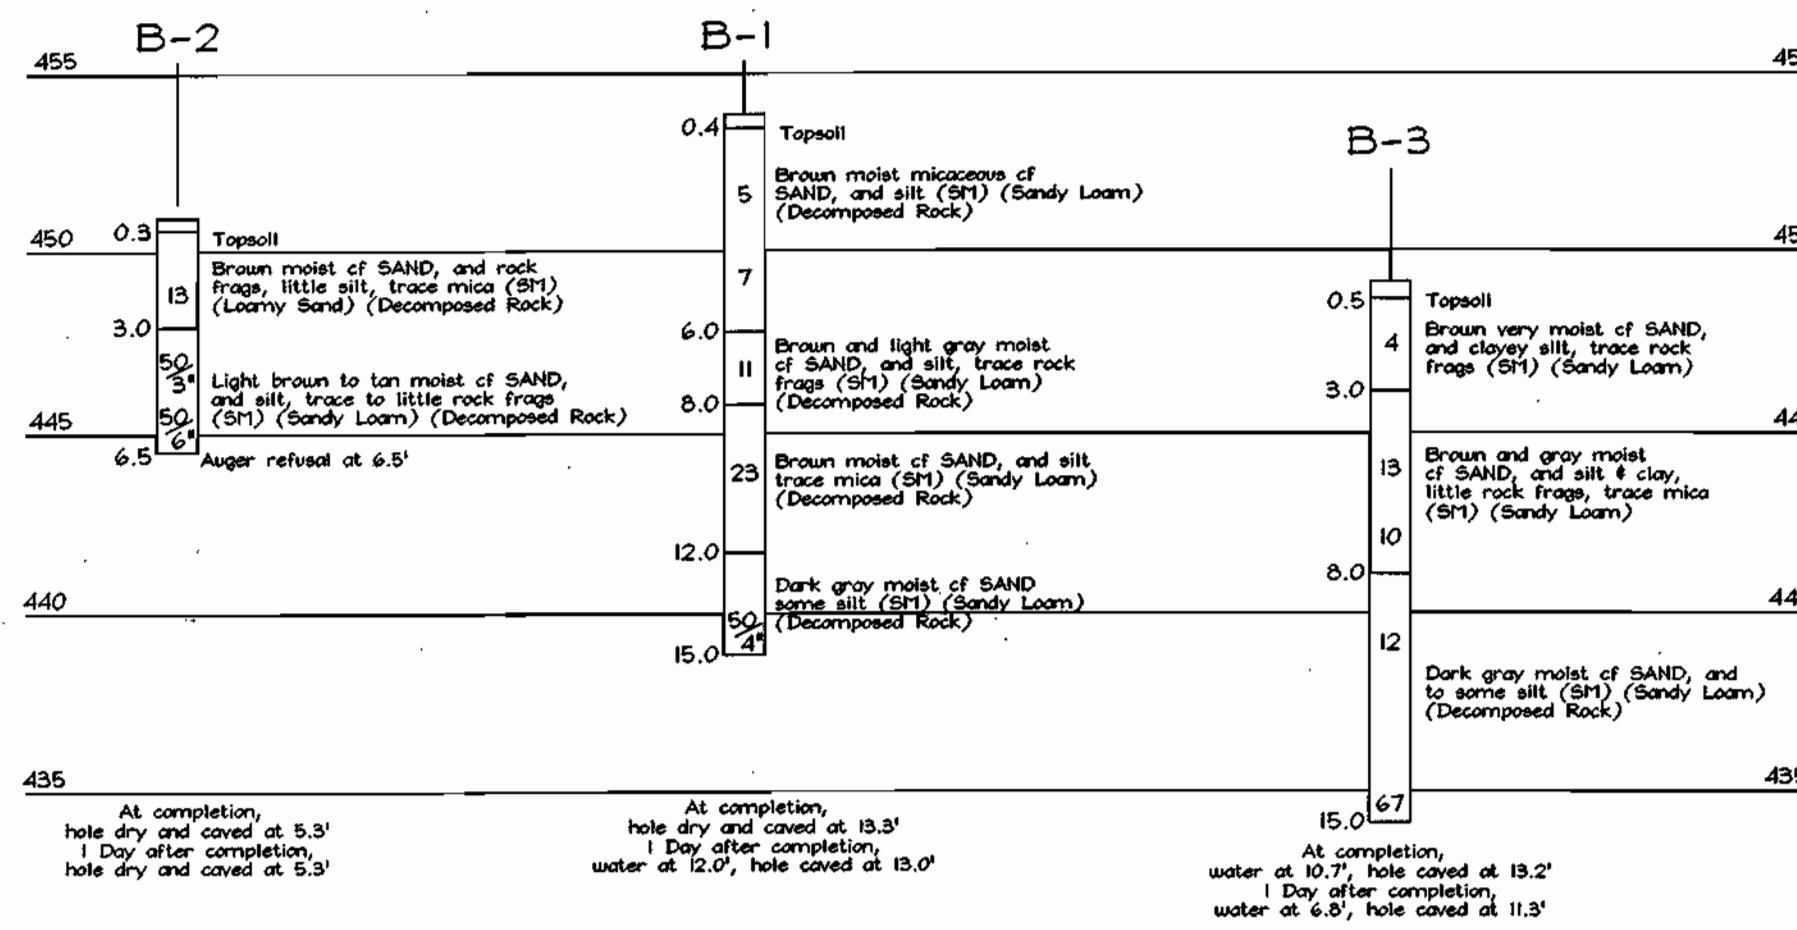 B-2
B-1
B-3
455
45
0.4
Topsoil
Brown moist micaceous cf
SAND, and silt (SM) (Sandy Loam)
(Decomposed Rock)
5
450
45
0.3
Topsoil
Brown moist cf SAND, and rock
frags, little silt, trace mica (SM)
(Loamy Sand) (Decomposed Rock)
13
3.0
50/3"
Light brown to tan moist cf SAND,
and silt, trace to little rock frags
(SM) (Sandy Loam) (Decomposed Rock)
50/6"
445
44
6.5
Auger refusal at 6.5'
7
6.0
Brown and light gray moist
cf SAND, and silt, trace rock
frags (SM) (Sandy Loam)
(Decomposed Rock)
11
8.0
23
Brown moist cf SAND, and silt
trace mica (SM) (Sandy Loam)
(Decomposed Rock)
12.0
Dark gray moist cf SAND
some silt (SM) (Sandy Loam)
(Decomposed Rock)
50/4"
15.0
0.5
Topsoil
4
Brown very moist cf SAND,
and clayey silt, trace rock
frags (SM) (Sandy Loam)
3.0
13
Brown and gray moist
cf SAND, and silt & clay,
little rock frags, trace mica
(SM) (Sandy Loam)
10
8.0
440
44
12
Dark gray moist cf SAND, and
to some silt (SM) (Sandy Loam)
(Decomposed Rock)
435
435
67
15.0
At completion,
hole dry and caved at 5.3'
1 Day after completion,
hole dry and caved at 5.3'
At completion,
hole dry and caved at 13.3'
1 Day after completion,
water at 12.0', hole caved at 13.0'
At completion,
water at 10.7', hole caved at 13.2'
1 Day after completion,
water at 6.8', hole caved at 11.3'